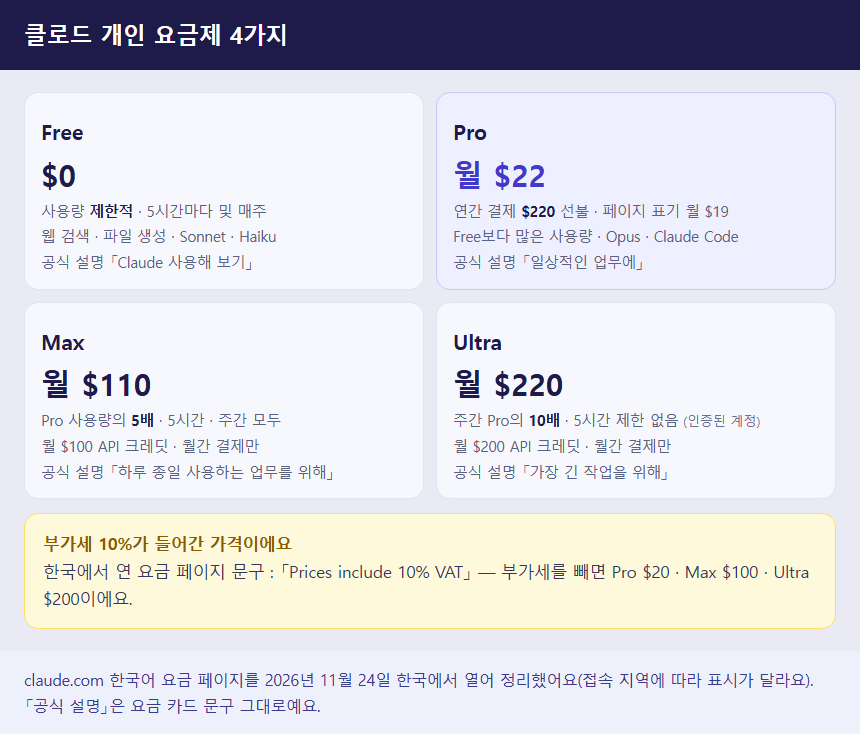 클로드 개인 요금제 4가지
Free
$0
사용량 제한적 · 5시간마다 및 매주
웹 검색 · 파일 생성 · Sonnet · Haiku
공식 설명 「Claude 사용해 보기」
Pro
월 $22
연간 결제 $220 선불 · 페이지 표기 월 $19
Free보다 많은 사용량 · Opus · Claude Code
공식 설명 「일상적인 업무에」
Max
월 $110
Pro 사용량의 5배 · 5시간 · 주간 모두
월 $100 API 크레딧 · 월간 결제만
공식 설명 「하루 종일 사용하는 업무를 위해」
Ultra
월 $220
주간 Pro의 10배 · 5시간 제한 없음 (인증된 계정)
월 $200 API 크레딧 · 월간 결제만
공식 설명 「가장 긴 작업을 위해」
부가세 10%가 들어간 가격이에요
한국에서 연 요금 페이지 문구 : 「Prices include 10% VAT」 — 부가세를 빼면 Pro $20 · Max $100 · Ultra
$200이에요.
claude.com 한국어 요금 페이지를 2026년 11월 24일 한국에서 열어 정리했어요(접속 지역에 따라 표시가 달라요).
「공식 설명」은 요금 카드 문구 그대로예요.